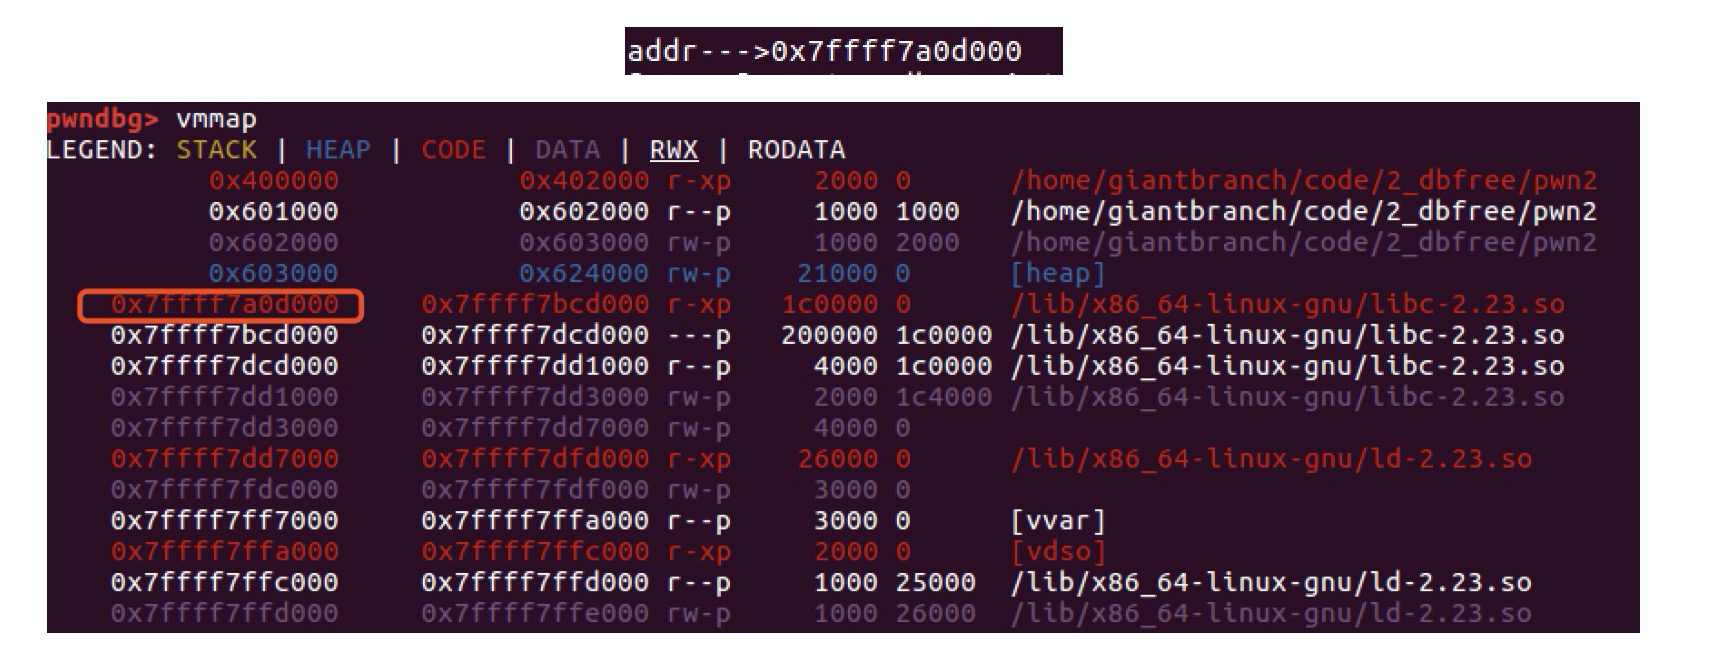 addr--->0x7ffff7a0d000
pwndbg> vmmap
LEGEND: STACK | HEAP | CODE | DATA | RWX | RODATA
0x400000 0x402000 r-xp 2000 0 /home/giantbranch/code/2_dbfree/pwn2
0x601000 0x602000 r--p 1000 1000 /home/giantbranch/code/2_dbfree/pwn2
0x602000 0x603000 rw-p 1000 2000 /home/giantbranch/code/2_dbfree/pwn2
0x603000 0x624000 rw-p 21000 0 [heap]
0x7ffff7a0d000 0x7ffff7bcd000 r-xp 1c0000 0 /lib/x86_64-linux-gnu/libc-2.23.so
0x7ffff7bcd000 0x7ffff7dcd000 ---p 200000 1c0000 /lib/x86_64-linux-gnu/libc-2.23.so
0x7ffff7dcd000 0x7ffff7dd1000 r--p 4000 1c0000 /lib/x86_64-linux-gnu/libc-2.23.so
0x7ffff7dd1000 0x7ffff7dd3000 rw-p 2000 1c4000 /lib/x86_64-linux-gnu/libc-2.23.so
0x7ffff7dd3000 0x7ffff7dd7000 rw-p 4000 0
0x7ffff7dd7000 0x7ffff7dfd000 r-xp 26000 0 /lib/x86_64-linux-gnu/ld-2.23.so
0x7ffff7fdc000 0x7ffff7fdf000 rw-p 3000 0
0x7ffff7ff7000 0x7ffff7ffa000 r--p 3000 0 [vvar]
0x7ffff7ffa000 0x7ffff7ffc000 r-xp 2000 0 [vdso]
0x7ffff7ffc000 0x7ffff7ffd000 r--p 1000 25000 /lib/x86_64-linux-gnu/ld-2.23.so
0x7ffff7ffd000 0x7ffff7ffe000 rw-p 1000 26000 /lib/x86_64-linux-gnu/ld-2.23.so